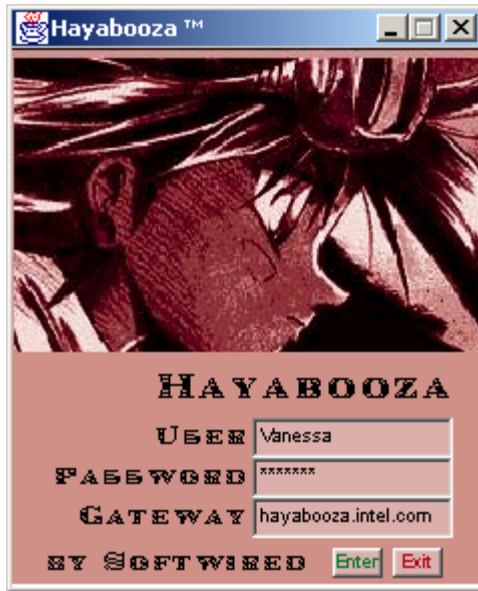 Hayabooza ™
HAYABOOZA
USER Vanessa
PASSWORD *******
GATEWAY hayabooza.intel.com
BY SOFTWIRED Enter Exit